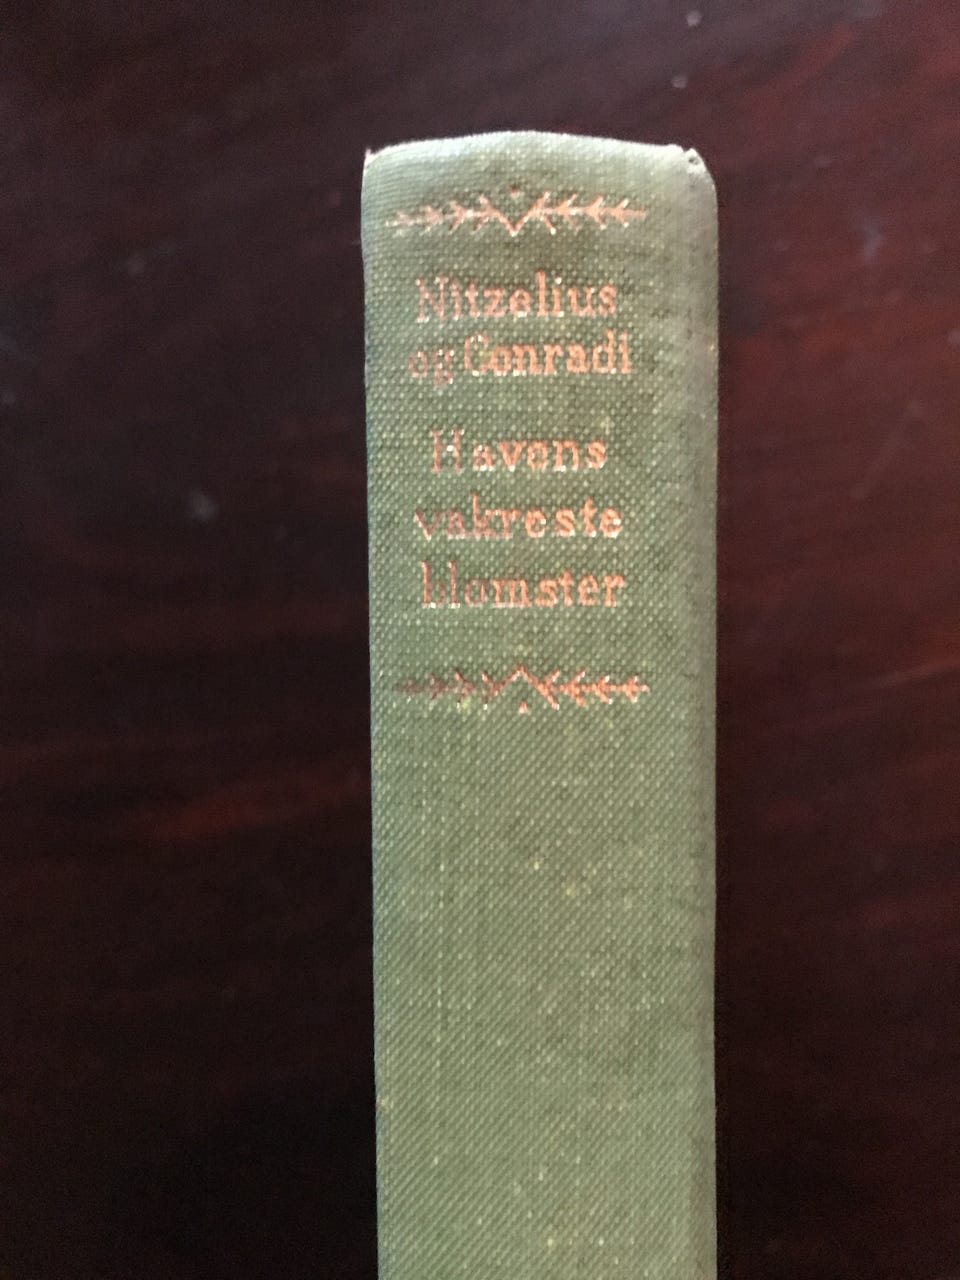 Nitzelius
og Conradi
Havens
vakreste
blomster